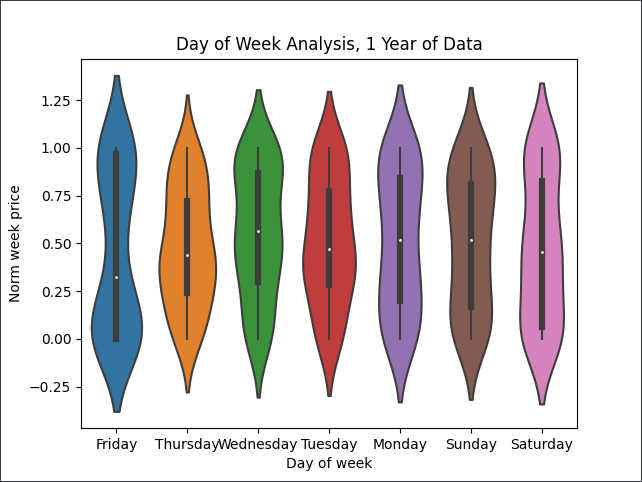 Day of Week Analysis, 1 Year of Data
Norm week price
1.25
1.00
0.75
0.50
0.25
0.00
−0.25
Friday Thursday Wednesday Tuesday Monday Sunday Saturday
Day of week